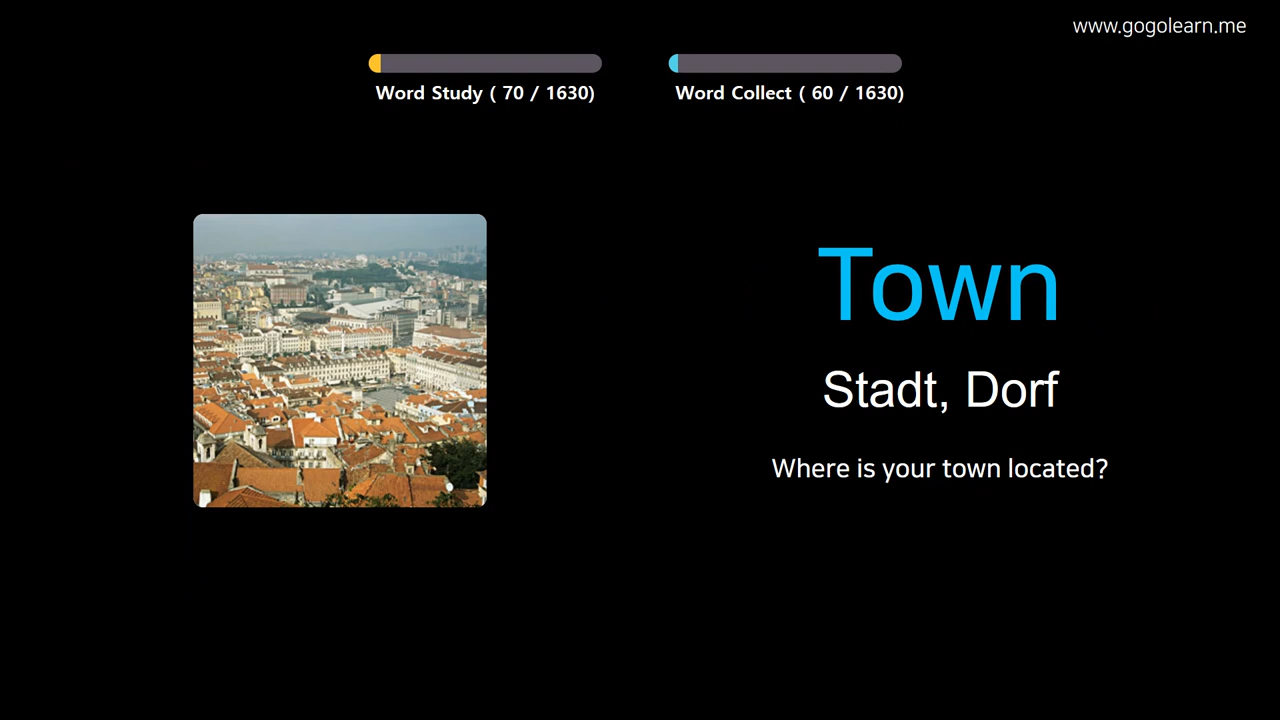 www.gogolearn.me
Word Study ( 70 / 1630)
Word Collect ( 60 / 1630)
Town
Stadt, Dorf
Where is your town located?